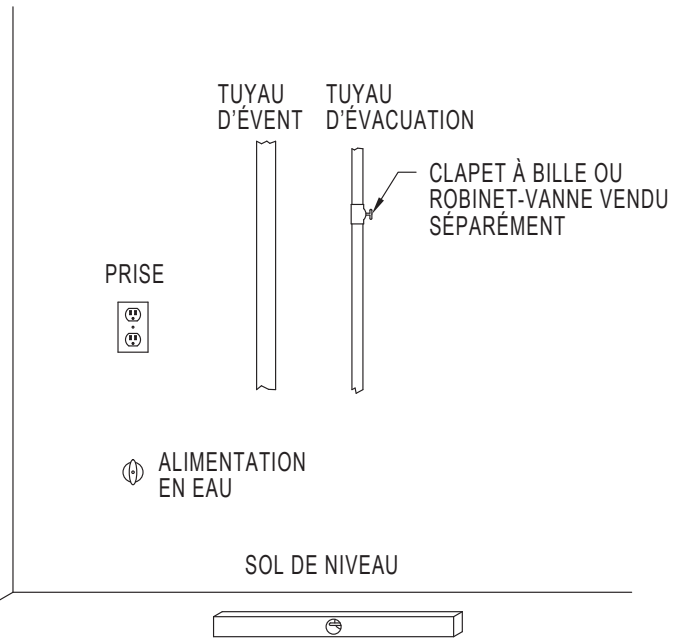 TUYAU
D'ÉVENT
TUYAU
D'ÉVACUATION
CLAPET À BILLE OU
ROBINET-VANNE VENDU
SÉPARÉMENT
PRISE
ALIMENTATION
EN EAU
SOL DE NIVEAU